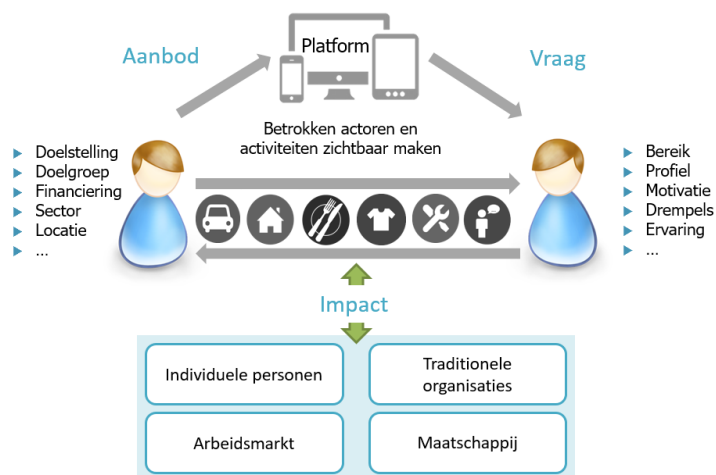 Platform
Aanbod
Vraag
Betrokken actoren en
activiteiten zichtbaar maken
Doelstelling
Doelgroep
Financiering
Sector
Locatie
...
Bereik
Profiel
Motivatie
Drempels
Ervaring
...
Impact
Individuele personen
Traditionele
organisaties
Arbeidsmarkt
Maatschappij